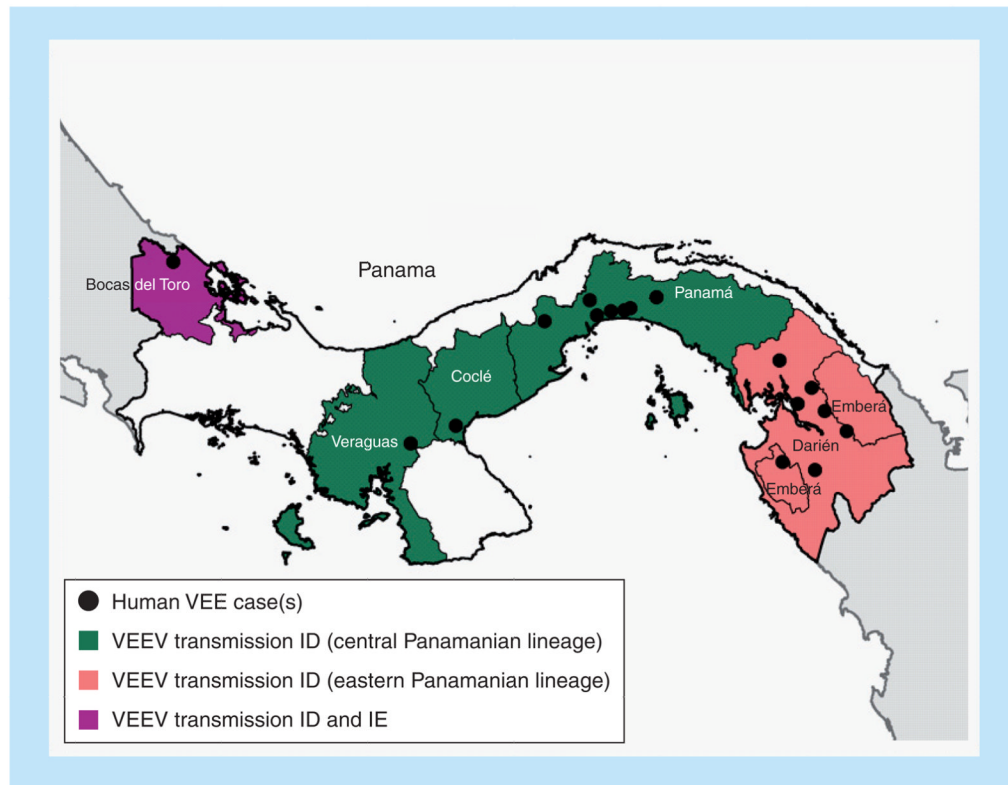 Panama
Bocas del Toro
Panamá
Coclé
Emberá
Veraguas
Darién
Emberá
Human VEE case(s)
VEEV transmission ID (central Panamanian lineage)
VEEV transmission ID (eastern Panamanian lineage)
VEEV transmission ID and IE